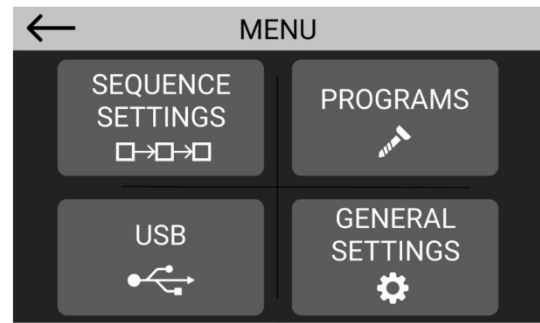 MENU
SEQUENCE
SETTINGS
PROGRAMS
USB
GENERAL
SETTINGS